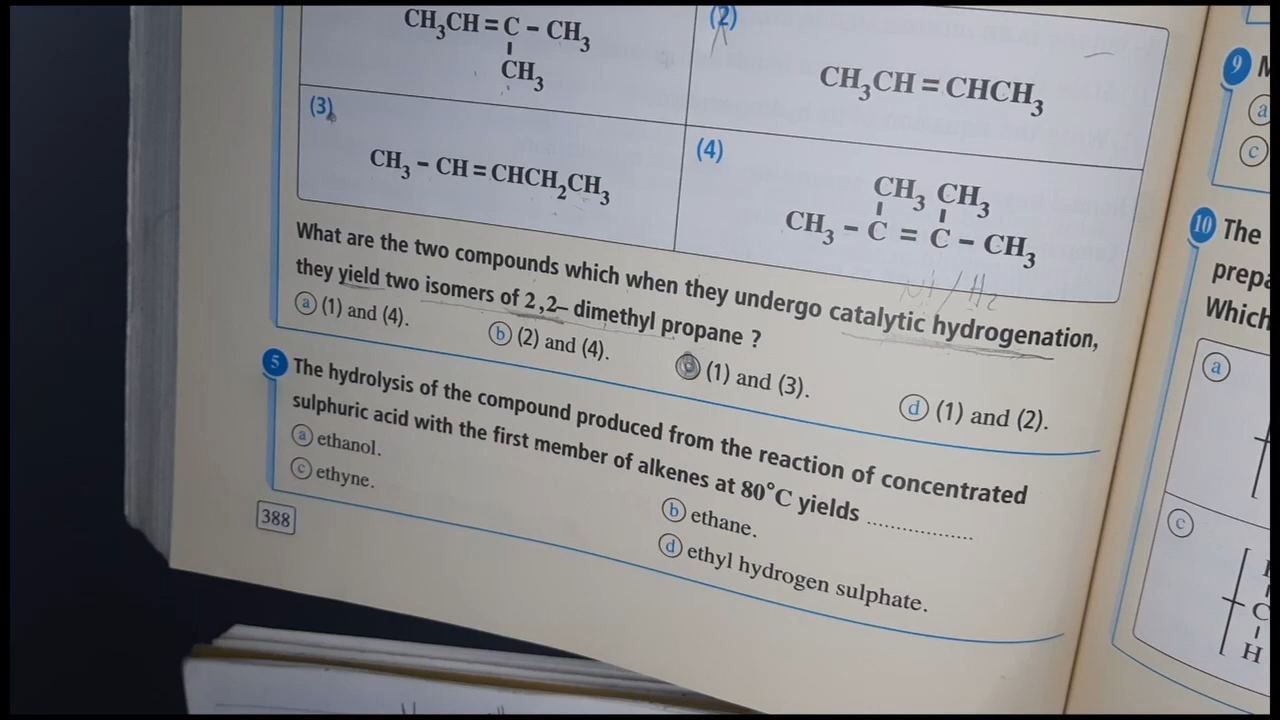 CH₃CH = C – CH₃
CH₃
(2)
CH₃CH = CHCH₃
(3)
CH₃ – CH = CHCH₂CH₃
(4)
CH₃ CH₃
CH₃ – C = C – CH₃
Ni / H₂
What are the two compounds which when they undergo catalytic hydrogenation,
they yield two isomers of 2,2– dimethyl propane ?
a (1) and (4).
b (2) and (4).
c (1) and (3).
d (1) and (2).
5 The hydrolysis of the compound produced from the reaction of concentrated
sulphuric acid with the first member of alkenes at 80°C yields ................
a ethanol.
b ethane.
c ethyne.
d ethyl hydrogen sulphate.
388
9
a
c
10 The
Which
a
c
C
H